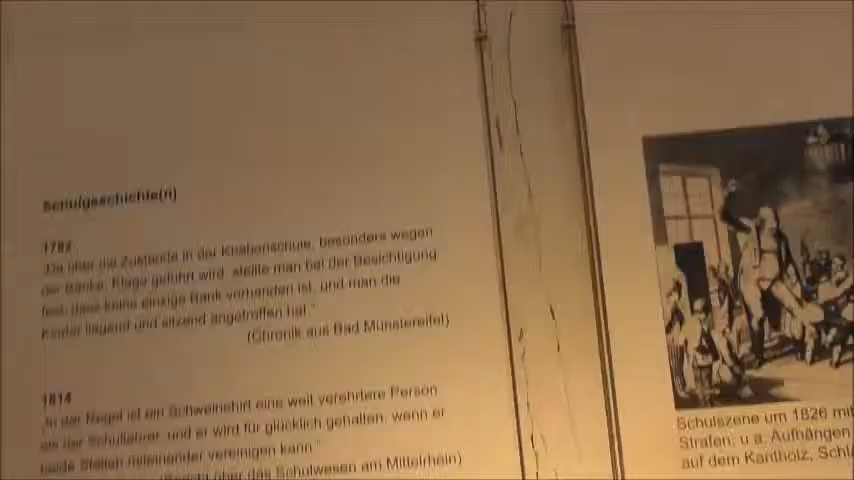 Schulgeschichte(n)
1782
"Da über die Zustände in der Knabenschule, besonders wegen
der Bänke, Klage geführt wird, stellte man bei der Besichtigung
fest, dass keine einzige Bank vorhanden ist, und man die
Kinder liegend und sitzend angetroffen hat."
(Chronik aus Bad Münstereifel)
1814
"In der Regel ist ein Schweinehirt eine weit verehrtere Person
als der Schullehrer, und er wird für glücklich gehalten, wenn er
beide Stellen miteinander vereinigen kann."
über das Schulwesen am Mittelrhein)
Schulszene um 1826 mit
Strafen; u.a. Aufhängen
auf dem Kantholz, Schl